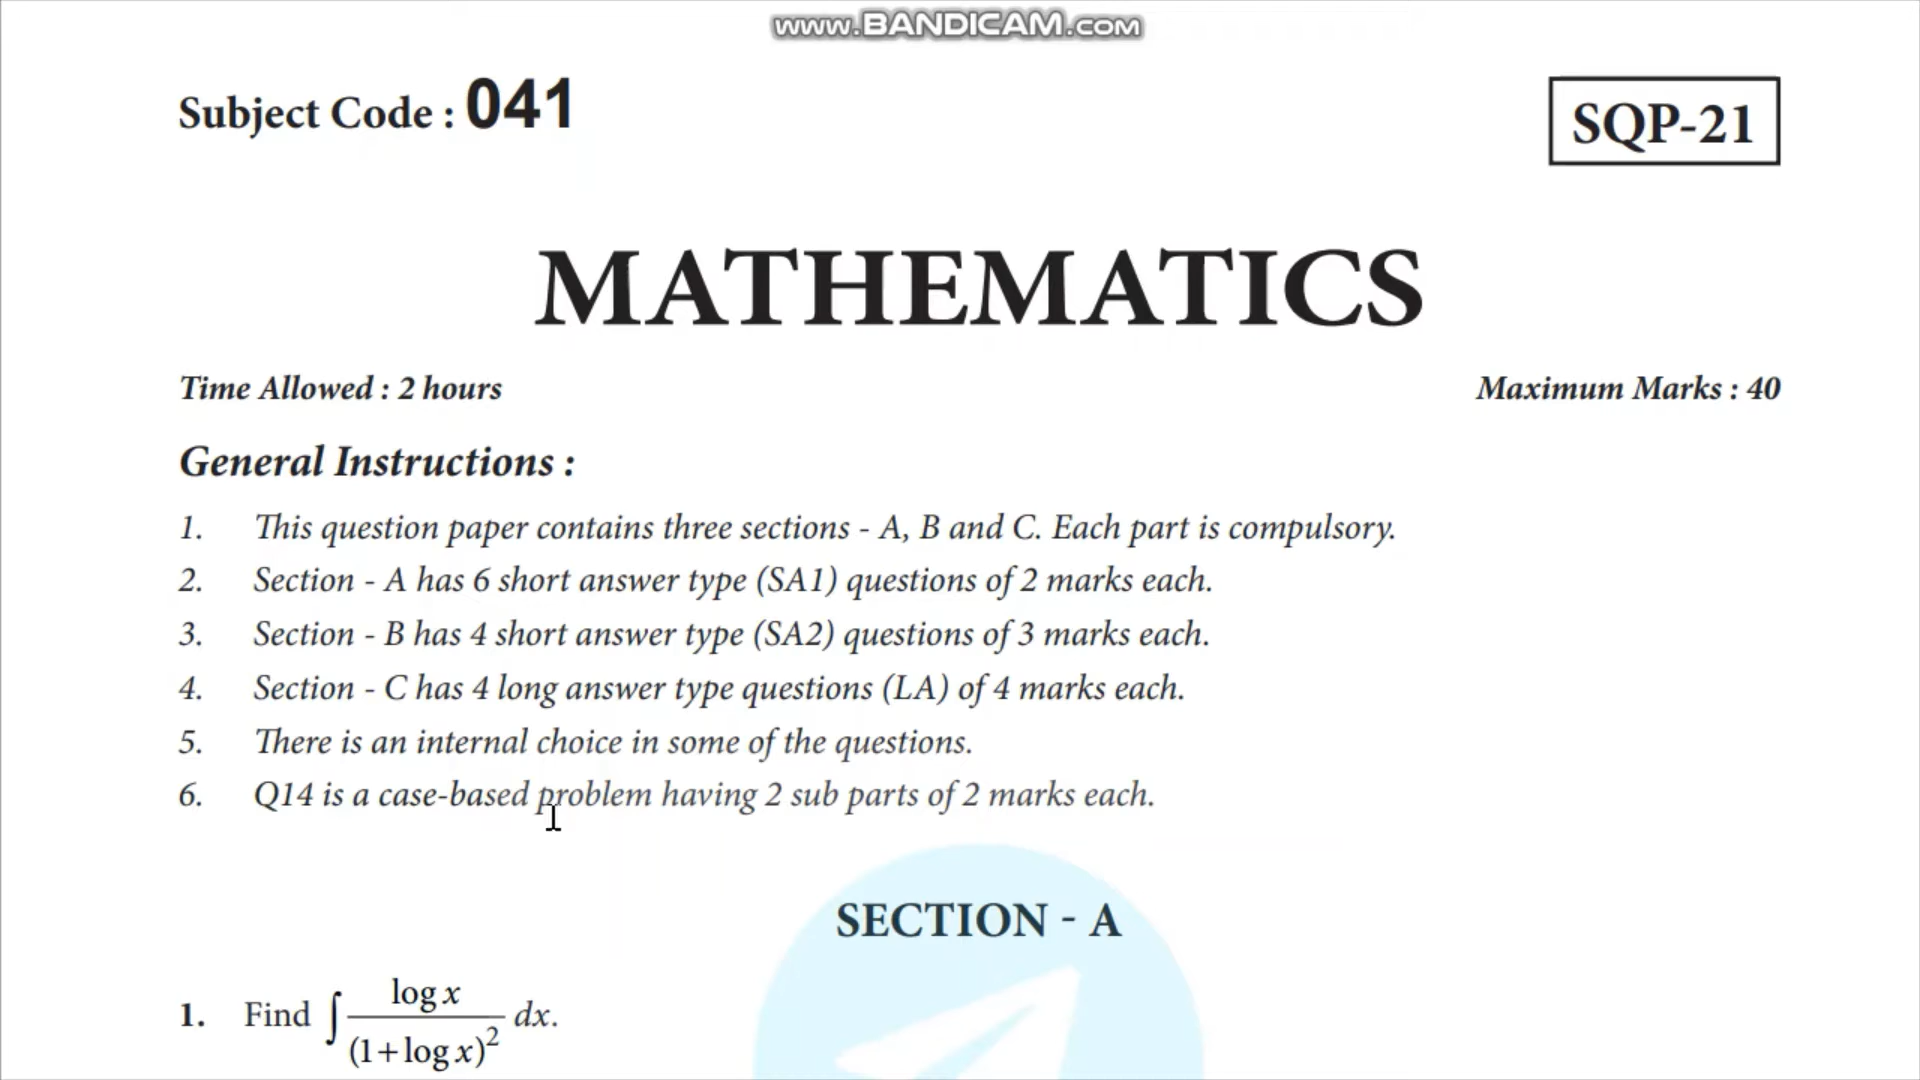 www.BANDICAM.com
Subject Code : 041
SQP-21
MATHEMATICS
Time Allowed : 2 hours
Maximum Marks : 40
General Instructions :
1. This question paper contains three sections - A, B and C. Each part is compulsory.
2. Section - A has 6 short answer type (SA1) questions of 2 marks each.
3. Section - B has 4 short answer type (SA2) questions of 3 marks each.
4. Section - C has 4 long answer type questions (LA) of 4 marks each.
5. There is an internal choice in some of the questions.
6. Q14 is a case-based problem having 2 sub parts of 2 marks each.
SECTION - A
1. Find ∫ log x / (1+log x)² dx.